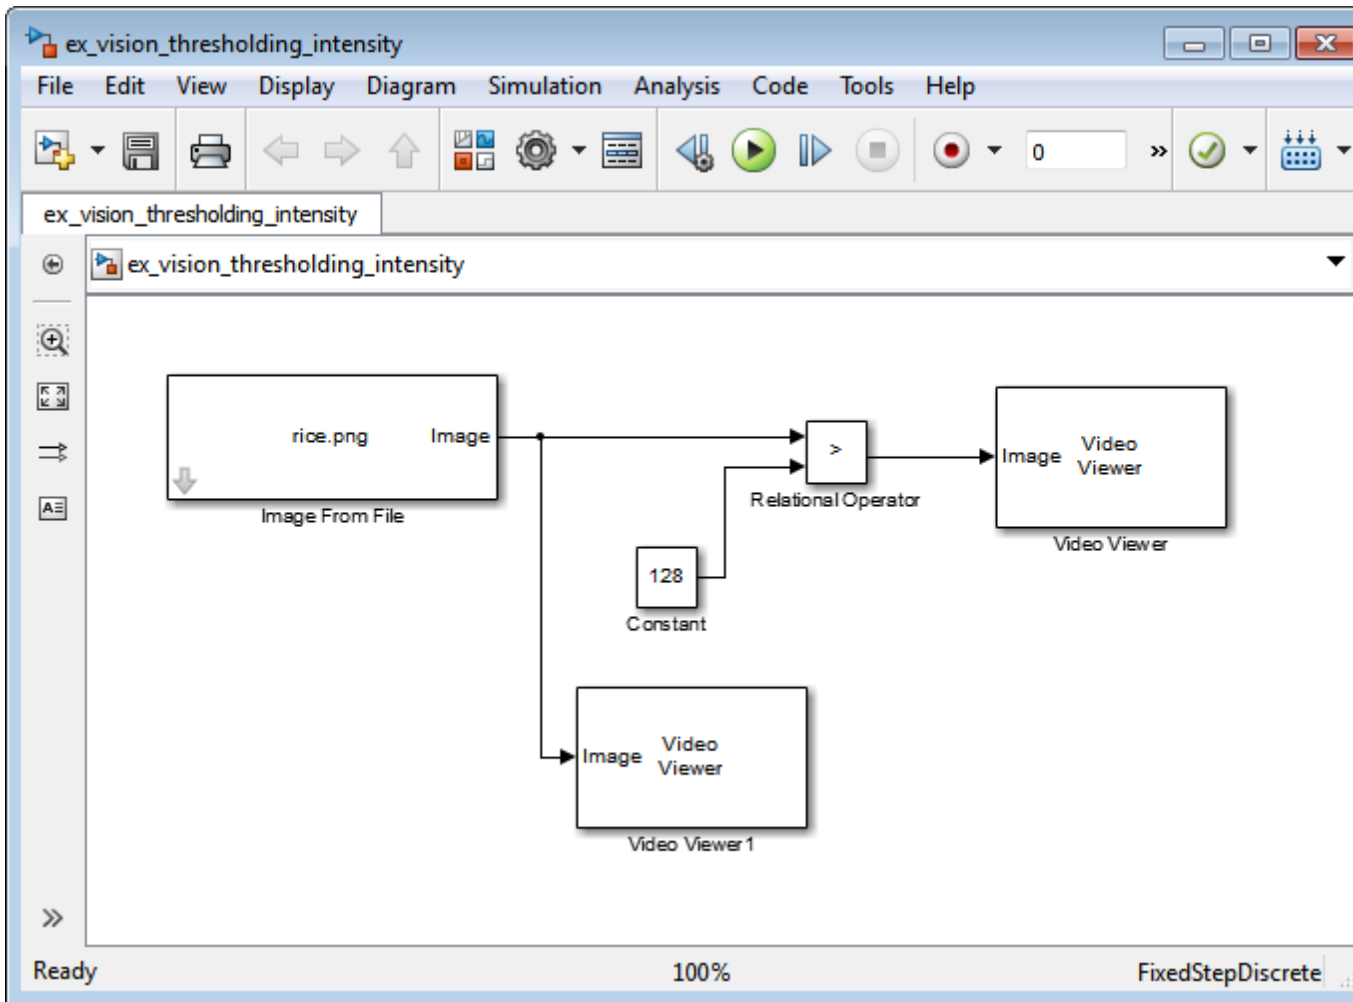 ex_vision_thresholding_intensity
File Edit View Display Diagram Simulation Analysis Code Tools Help
0 »
ex_vision_thresholding_intensity
ex_vision_thresholding_intensity
rice.png Image
Image From File
>
Relational Operator
Image Video
Viewer
Video Viewer
128
Constant
Image Video
Viewer
Video Viewer1
Ready 100% FixedStepDiscrete